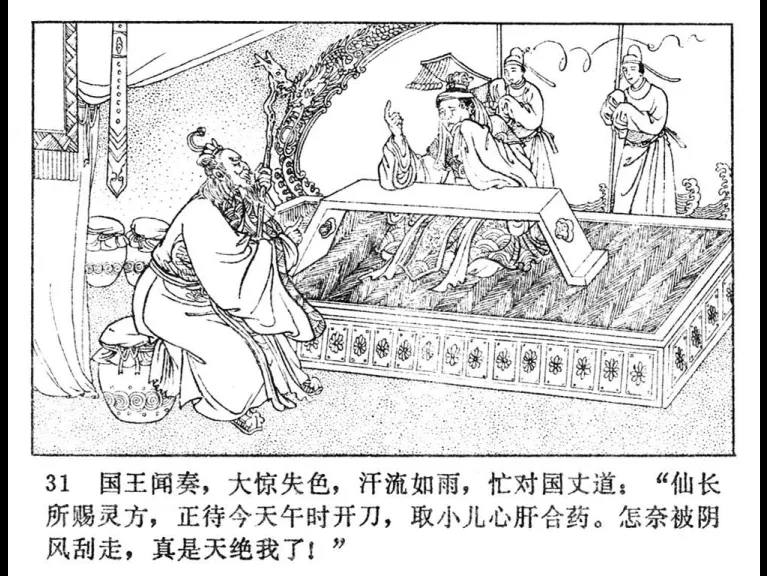 31 国王闻奏，大惊失色，汗流如雨，忙对国丈道：“仙长
所赐灵方，正待今天午时开刀，取小儿心肝合药。怎奈被阴
风刮走，真是天绝我了！”